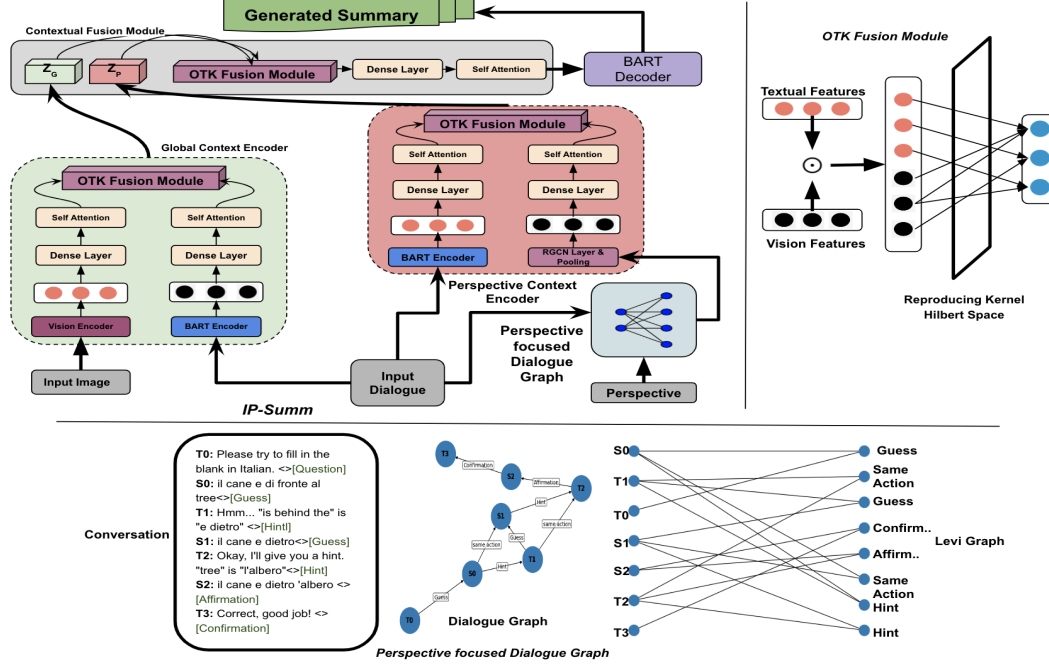 Generated Summary
Contextual Fusion Module
Z_G
Z_P
OTK Fusion Module
Dense Layer
Self Attention
BART
Decoder
Global Context Encoder
OTK Fusion Module
Self Attention
Self Attention
Dense Layer
Dense Layer
Vision Encoder
BART Encoder
Input Image
IP-Summ
OTK Fusion Module
Self Attention
Self Attention
Dense Layer
Dense Layer
BART Encoder
RGCN Layer &
Pooling
Perspective Context
Encoder
Perspective
focused
Dialogue
Graph
Input
Dialogue
Perspective
OTK Fusion Module
Textual Features
Vision Features
Reproducing Kernel
Hilbert Space
Conversation
T0: Please try to fill in the
blank in Italian. <>[Question]
S0: il cane e di fronte al
tree<>[Guess]
T1: Hmm... "is behind the" is
"e dietro" <>[Hintl]
S1: il cane e dietro<>[Guess]
T2: Okay, I'll give you a hint.
"tree" is "l'albero"<>[Hint]
S2: il cane e dietro 'albero <>
[Affirmation]
T3: Correct, good job! <>
[Confirmation]
T3
Confirmation
S2
Affirmation
T2
Hint
S1
same action
Guess
same action
T1
Hint
S0
Guess
T0
Dialogue Graph
Perspective focused Dialogue Graph
S0
T1
T0
S1
S2
T2
T3
Guess
Same
Action
Guess
Confirm..
Affirm..
Same
Action
Hint
Hint
Levi Graph